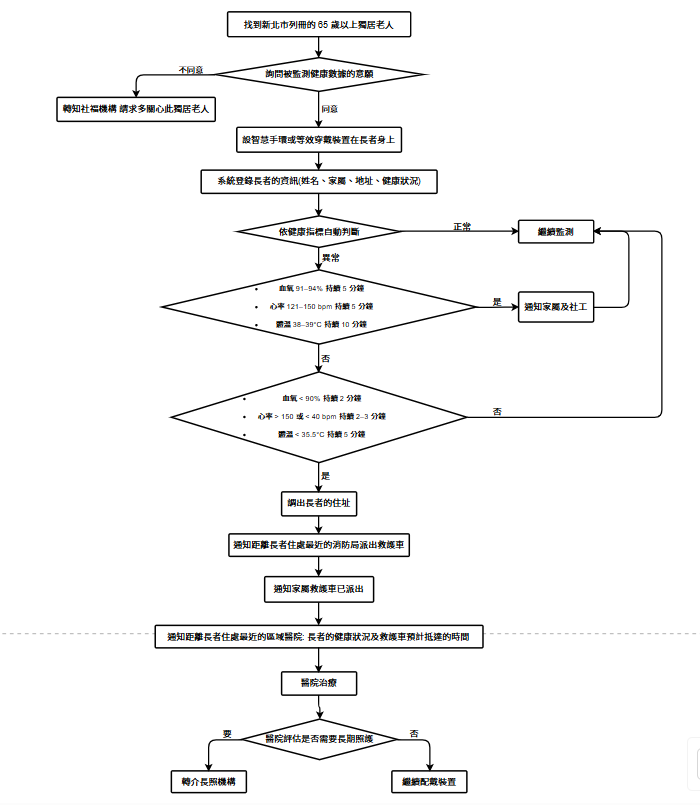 找到新北市列冊的 65 歲以上獨居老人
詢問被監測健康數據的意願
不同意
轉知社福機構 請求多關心此獨居老人
同意
設智慧手環或等效穿戴裝置在長者身上
系統登錄長者的資訊(姓名、家屬、地址、健康狀況)
依健康指標自動判斷
正常
繼續監測
異常
血氧 91–94% 持續 5 分鐘
心率 121–150 bpm 持續 5 分鐘
體溫 38–39°C 持續 10 分鐘
是
通知家屬及社工
否
血氧 < 90% 持續 2 分鐘
心率 > 150 或 < 40 bpm 持續 2–3 分鐘
體溫 < 35.5°C 持續 5 分鐘
否
是
調出長者的住址
通知距離長者住處最近的消防局派出救護車
通知家屬救護車已派出
通知距離長者住處最近的區域醫院: 長者的健康狀況及救護車預計抵達的時間
醫院治療
醫院評估是否需要長期照護
要
否
轉介長照機構
繼續配戴裝置